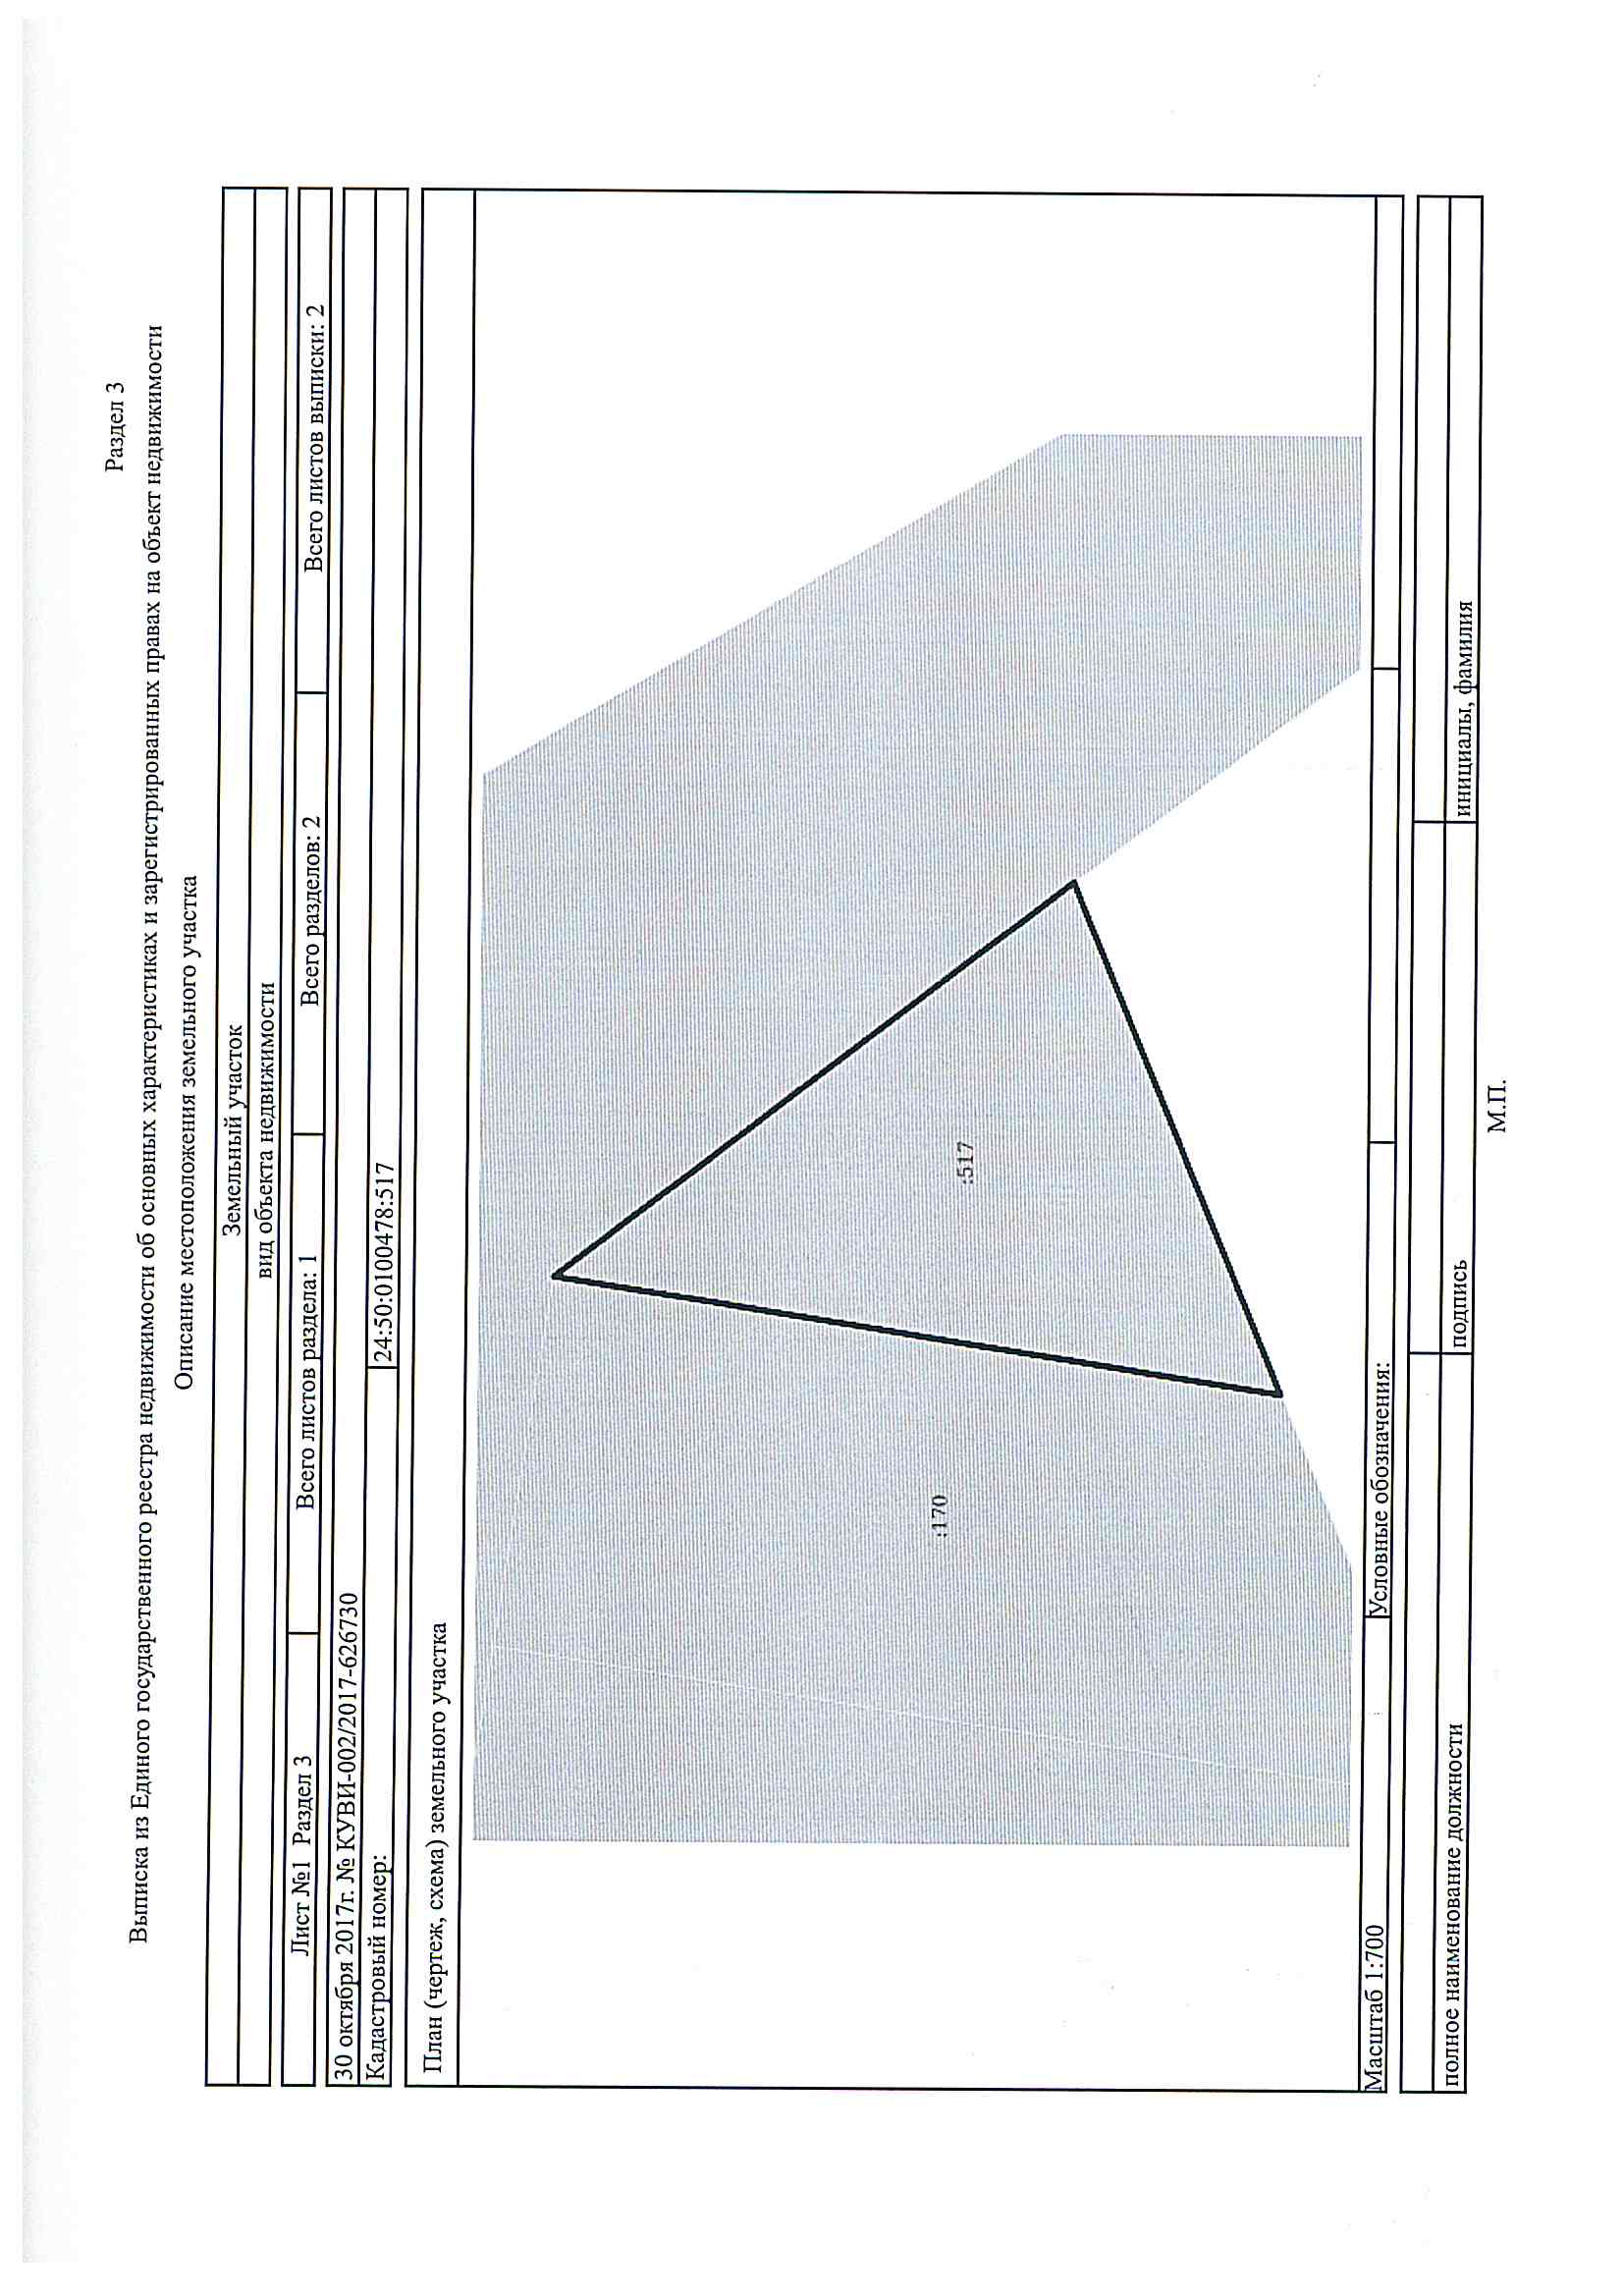 Раздел 3
Выписка из Единого государственного реестра недвижимости об основных характеристиках и зарегистрированных правах на объект недвижимости
Описание местоположения земельного участка
Земельный участок
вид объекта недвижимости
Лист №1 Раздел 3 Всего листов раздела: 1 Всего разделов: 2 Всего листов выписки: 2
30 октября 2017г. № КУВИ-002/2017-626730
Кадастровый номер: 24:50:0100478:517
План (чертеж, схема) земельного участка
:170
:517
Масштаб 1:700 Условные обозначения:
полное наименование должности подпись инициалы, фамилия
М.П.